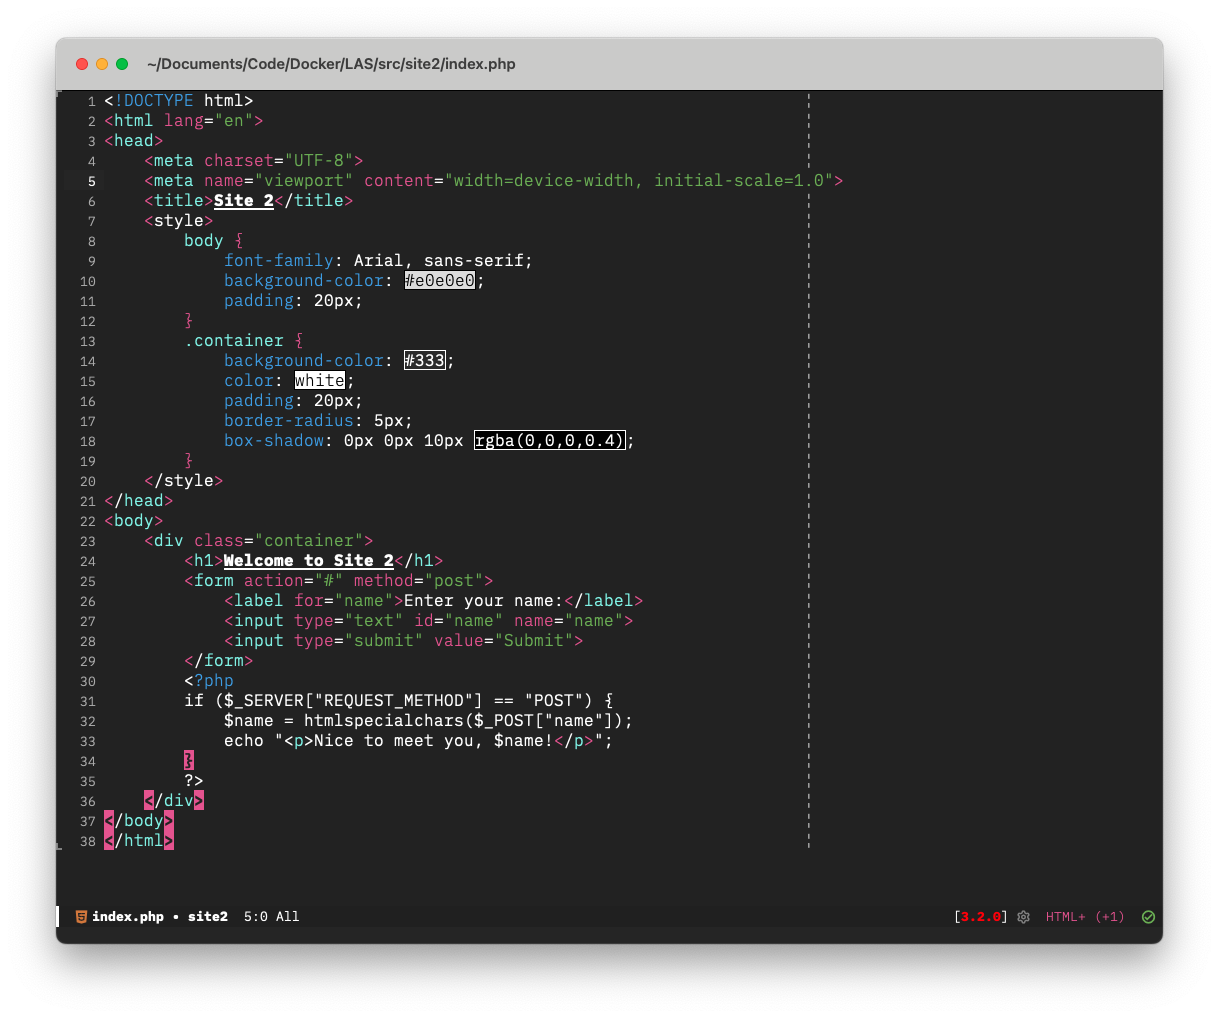 ~/Documents/Code/Docker/LAS/src/site2/index.php
1 <!DOCTYPE html>
2 <html lang="en">
3 <head>
4     <meta charset="UTF-8">
5     <meta name="viewport" content="width=device-width, initial-scale=1.0">
6     <title>Site 2</title>
7     <style>
8         body {
9             font-family: Arial, sans-serif;
10             background-color: #e0e0e0;
11             padding: 20px;
12         }
13         .container {
14             background-color: #333;
15             color: white;
16             padding: 20px;
17             border-radius: 5px;
18             box-shadow: 0px 0px 10px rgba(0,0,0,0.4);
19         }
20     </style>
21 </head>
22 <body>
23     <div class="container">
24         <h1>Welcome to Site 2</h1>
25         <form action="#" method="post">
26             <label for="name">Enter your name:</label>
27             <input type="text" id="name" name="name">
28             <input type="submit" value="Submit">
29         </form>
30         <?php
31         if ($_SERVER["REQUEST_METHOD"] == "POST") {
32             $name = htmlspecialchars($_POST["name"]);
33             echo "<p>Nice to meet you, $name!</p>";
34         }
35         ?>
36     </div>
37 </body>
38 </html>
index.php • site2 5:0 All [3.2.0] HTML+ (+1)